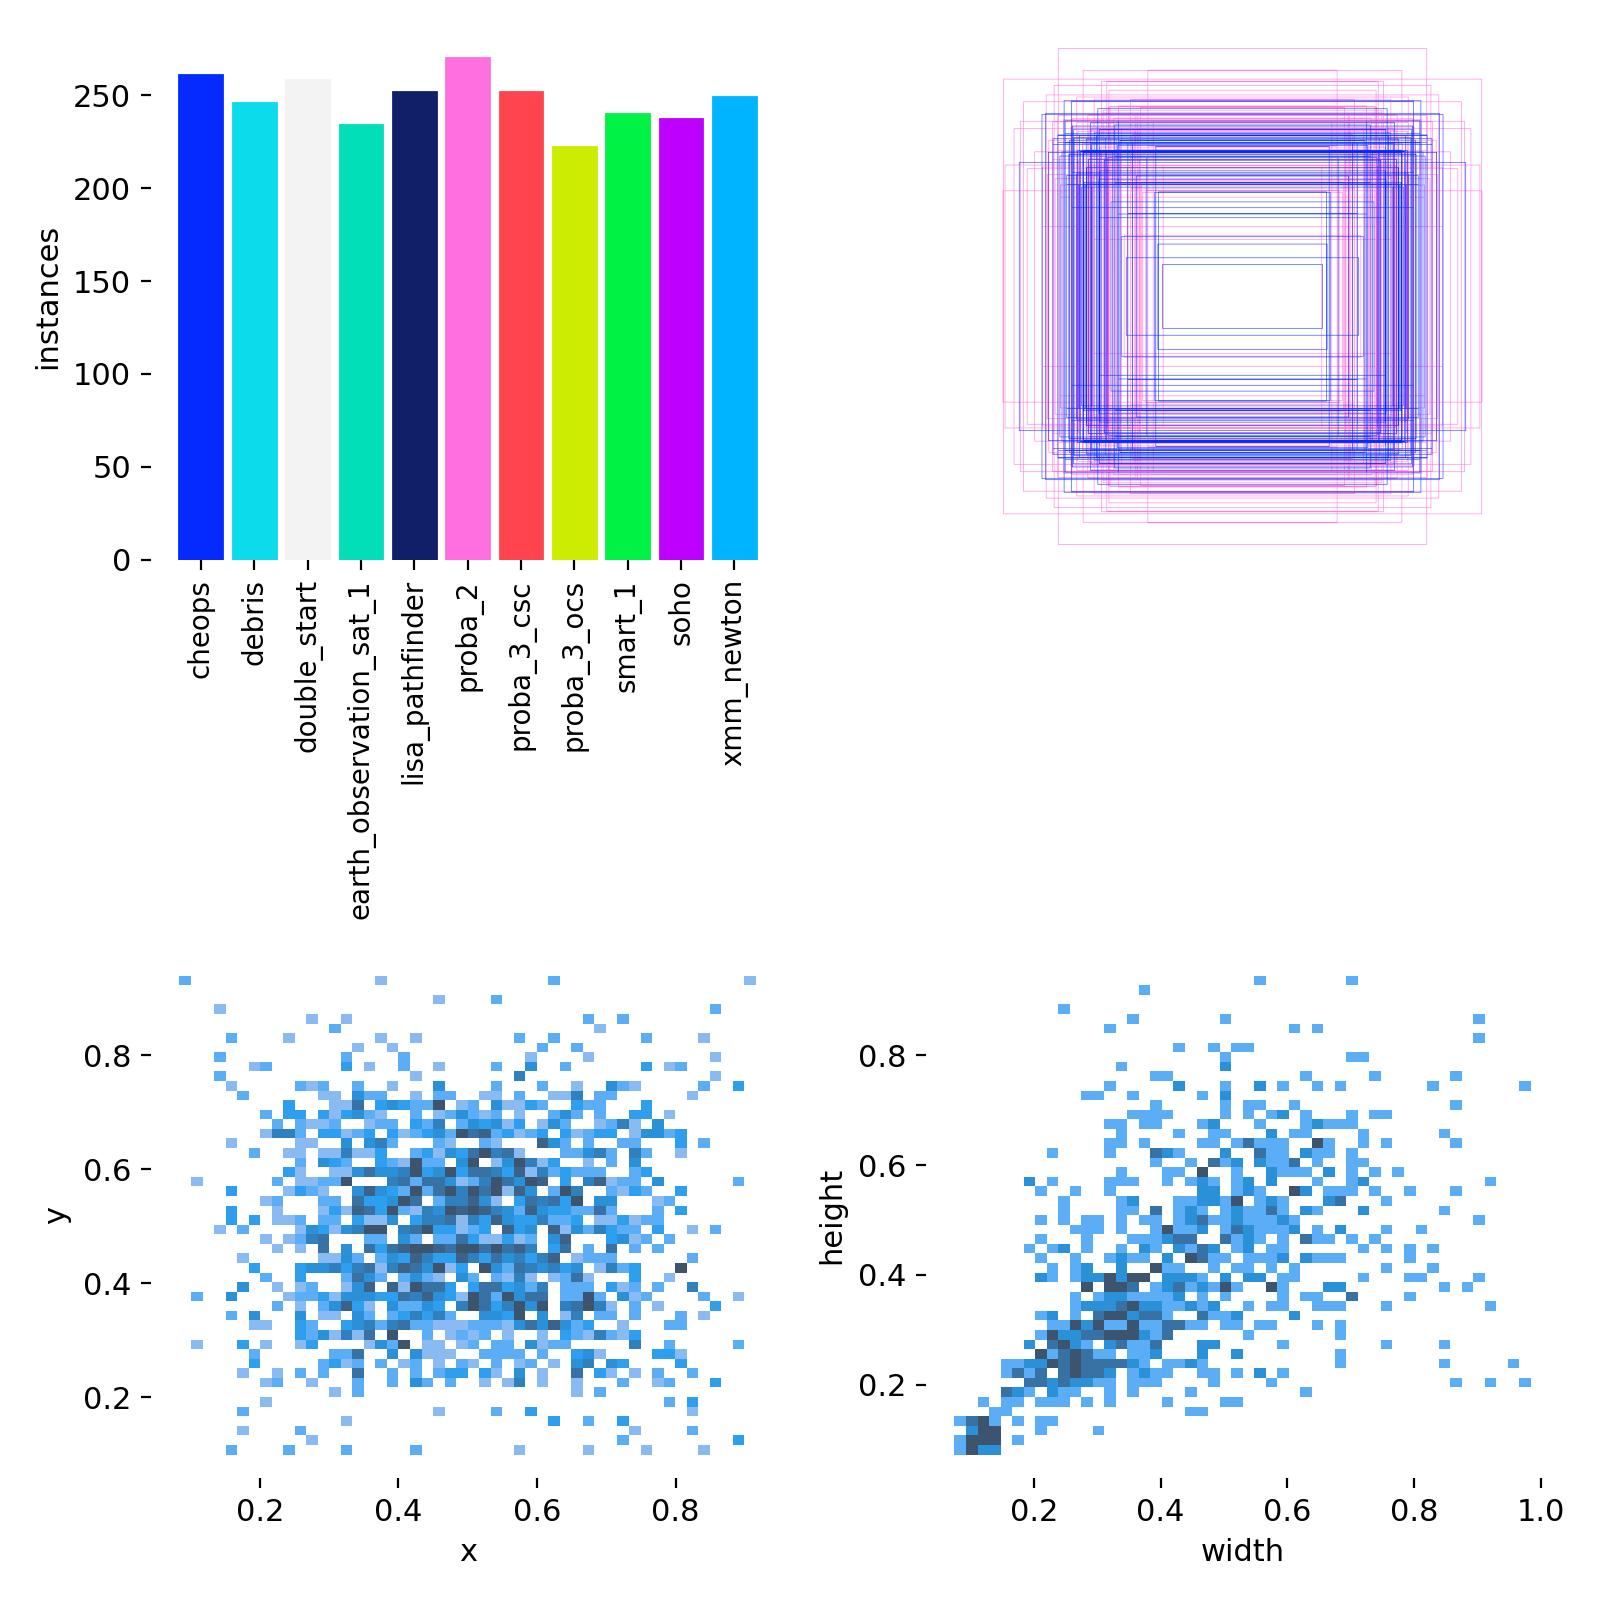 instances
250
200
150
100
50
0
cheops
debris
double_start
earth_observation_sat_1
lisa_pathfinder
proba_2
proba_3_csc
proba_3_ocs
smart_1
soho
xmm_newton
y
0.8
0.6
0.4
0.2
0.2 0.4 0.6 0.8
x
height
0.8
0.6
0.4
0.2
0.2 0.4 0.6 0.8 1.0
width